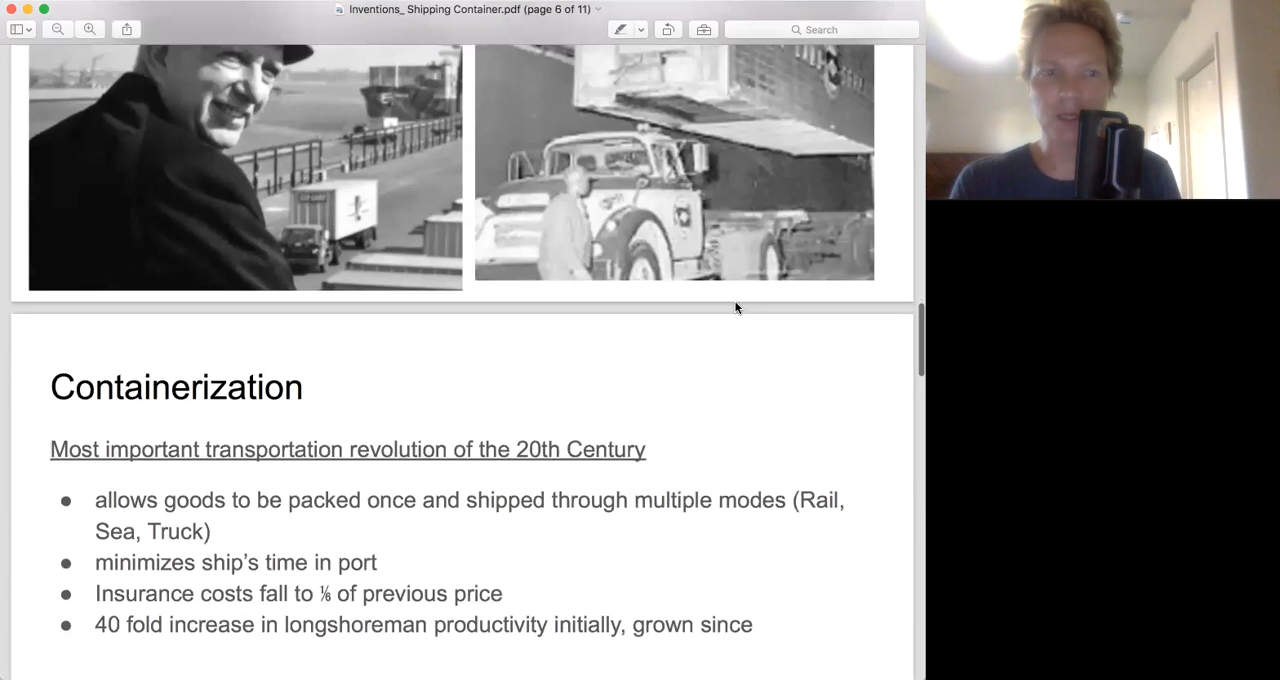 Inventions_ Shipping Container.pdf (page 6 of 11)
Search
Containerization
Most important transportation revolution of the 20th Century
● allows goods to be packed once and shipped through multiple modes (Rail,
Sea, Truck)
● minimizes ship's time in port
● Insurance costs fall to ⅙ of previous price
● 40 fold increase in longshoreman productivity initially, grown since